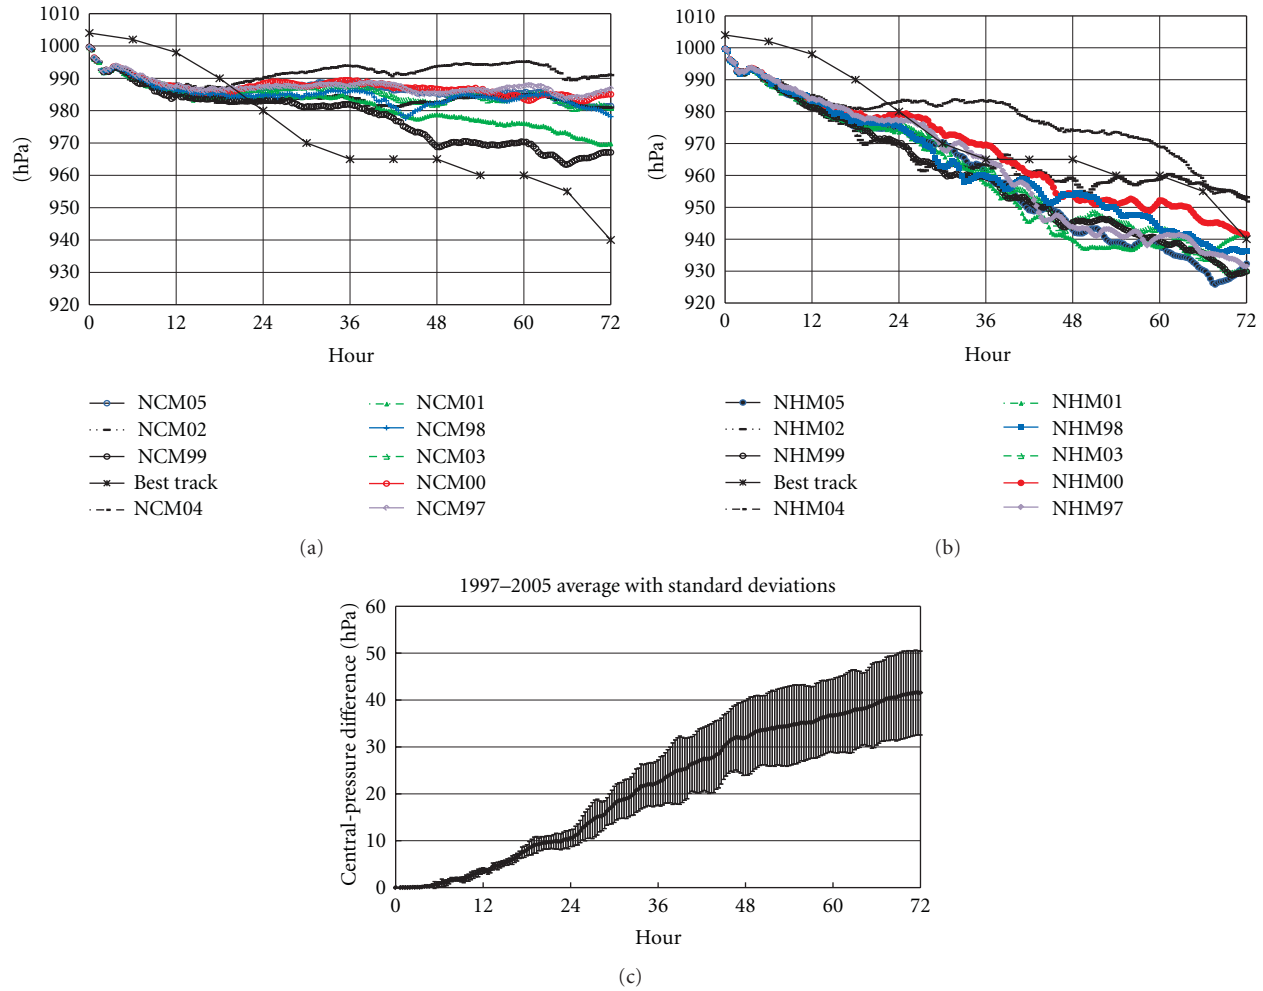 1010
1000
990
980
970
960
950
940
930
920
(hPa)
0 12 24 36 48 60 72
Hour
NCM05
NCM02
NCM99
Best track
NCM04
NCM01
NCM98
NCM03
NCM00
NCM97
(a)
1010
1000
990
980
970
960
950
940
930
920
(hPa)
0 12 24 36 48 60 72
Hour
NHM05
NHM02
NHM99
Best track
NHM04
NHM01
NHM98
NHM03
NHM00
NHM97
(b)
1997–2005 average with standard deviations
60
50
40
30
20
10
0
Central-pressure difference (hPa)
0 12 24 36 48 60 72
Hour
(c)